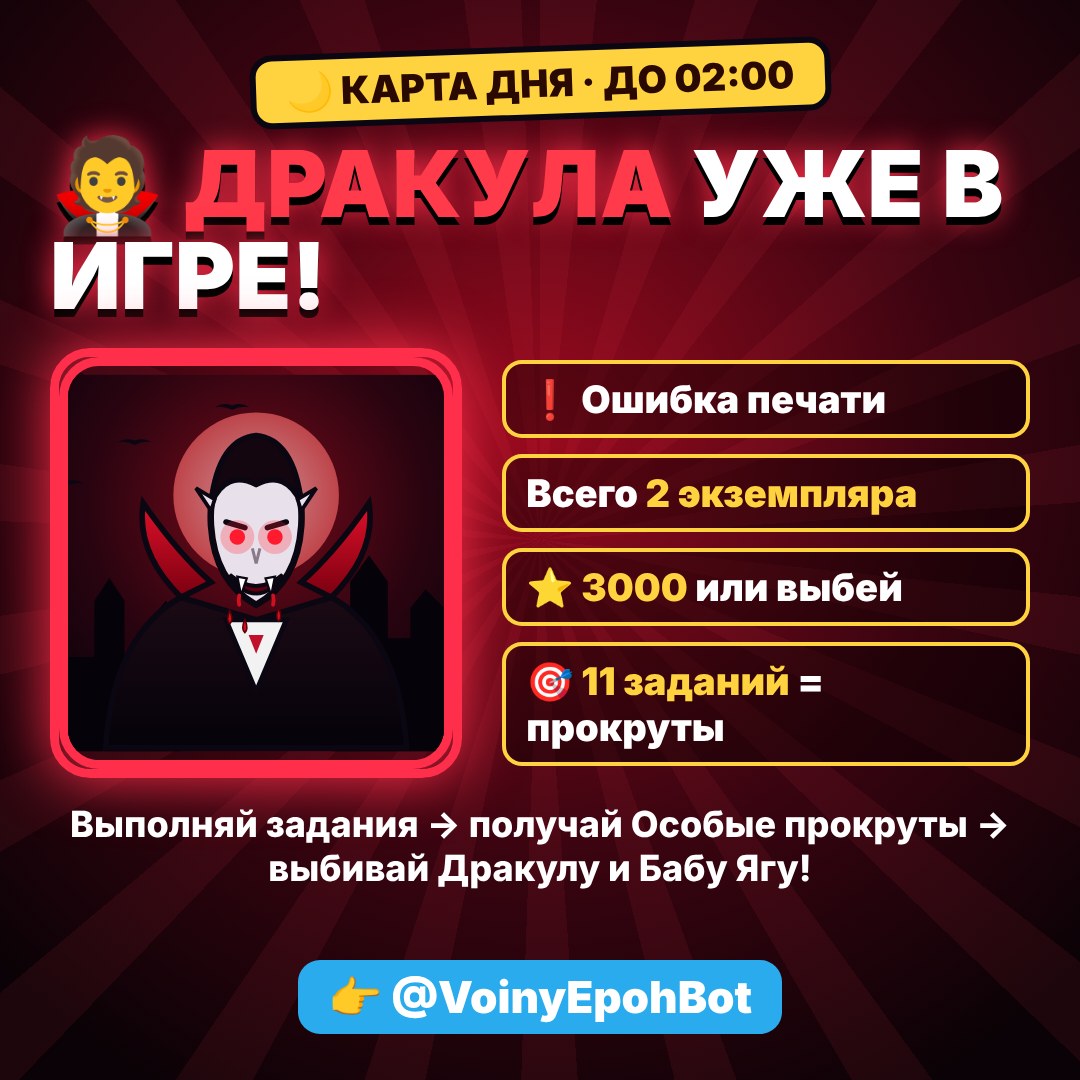 🌙 КАРТА ДНЯ · ДО 02:00
🧛 ДРАКУЛА УЖЕ В
ИГРЕ!
❗ Ошибка печати
Всего 2 экземпляра
⭐ 3000 или выбей
🎯 11 заданий =
прокруты
Выполняй задания → получай Особые прокруты →
выбивай Дракулу и Бабу Ягу!
👉 @VoinyEpohBot